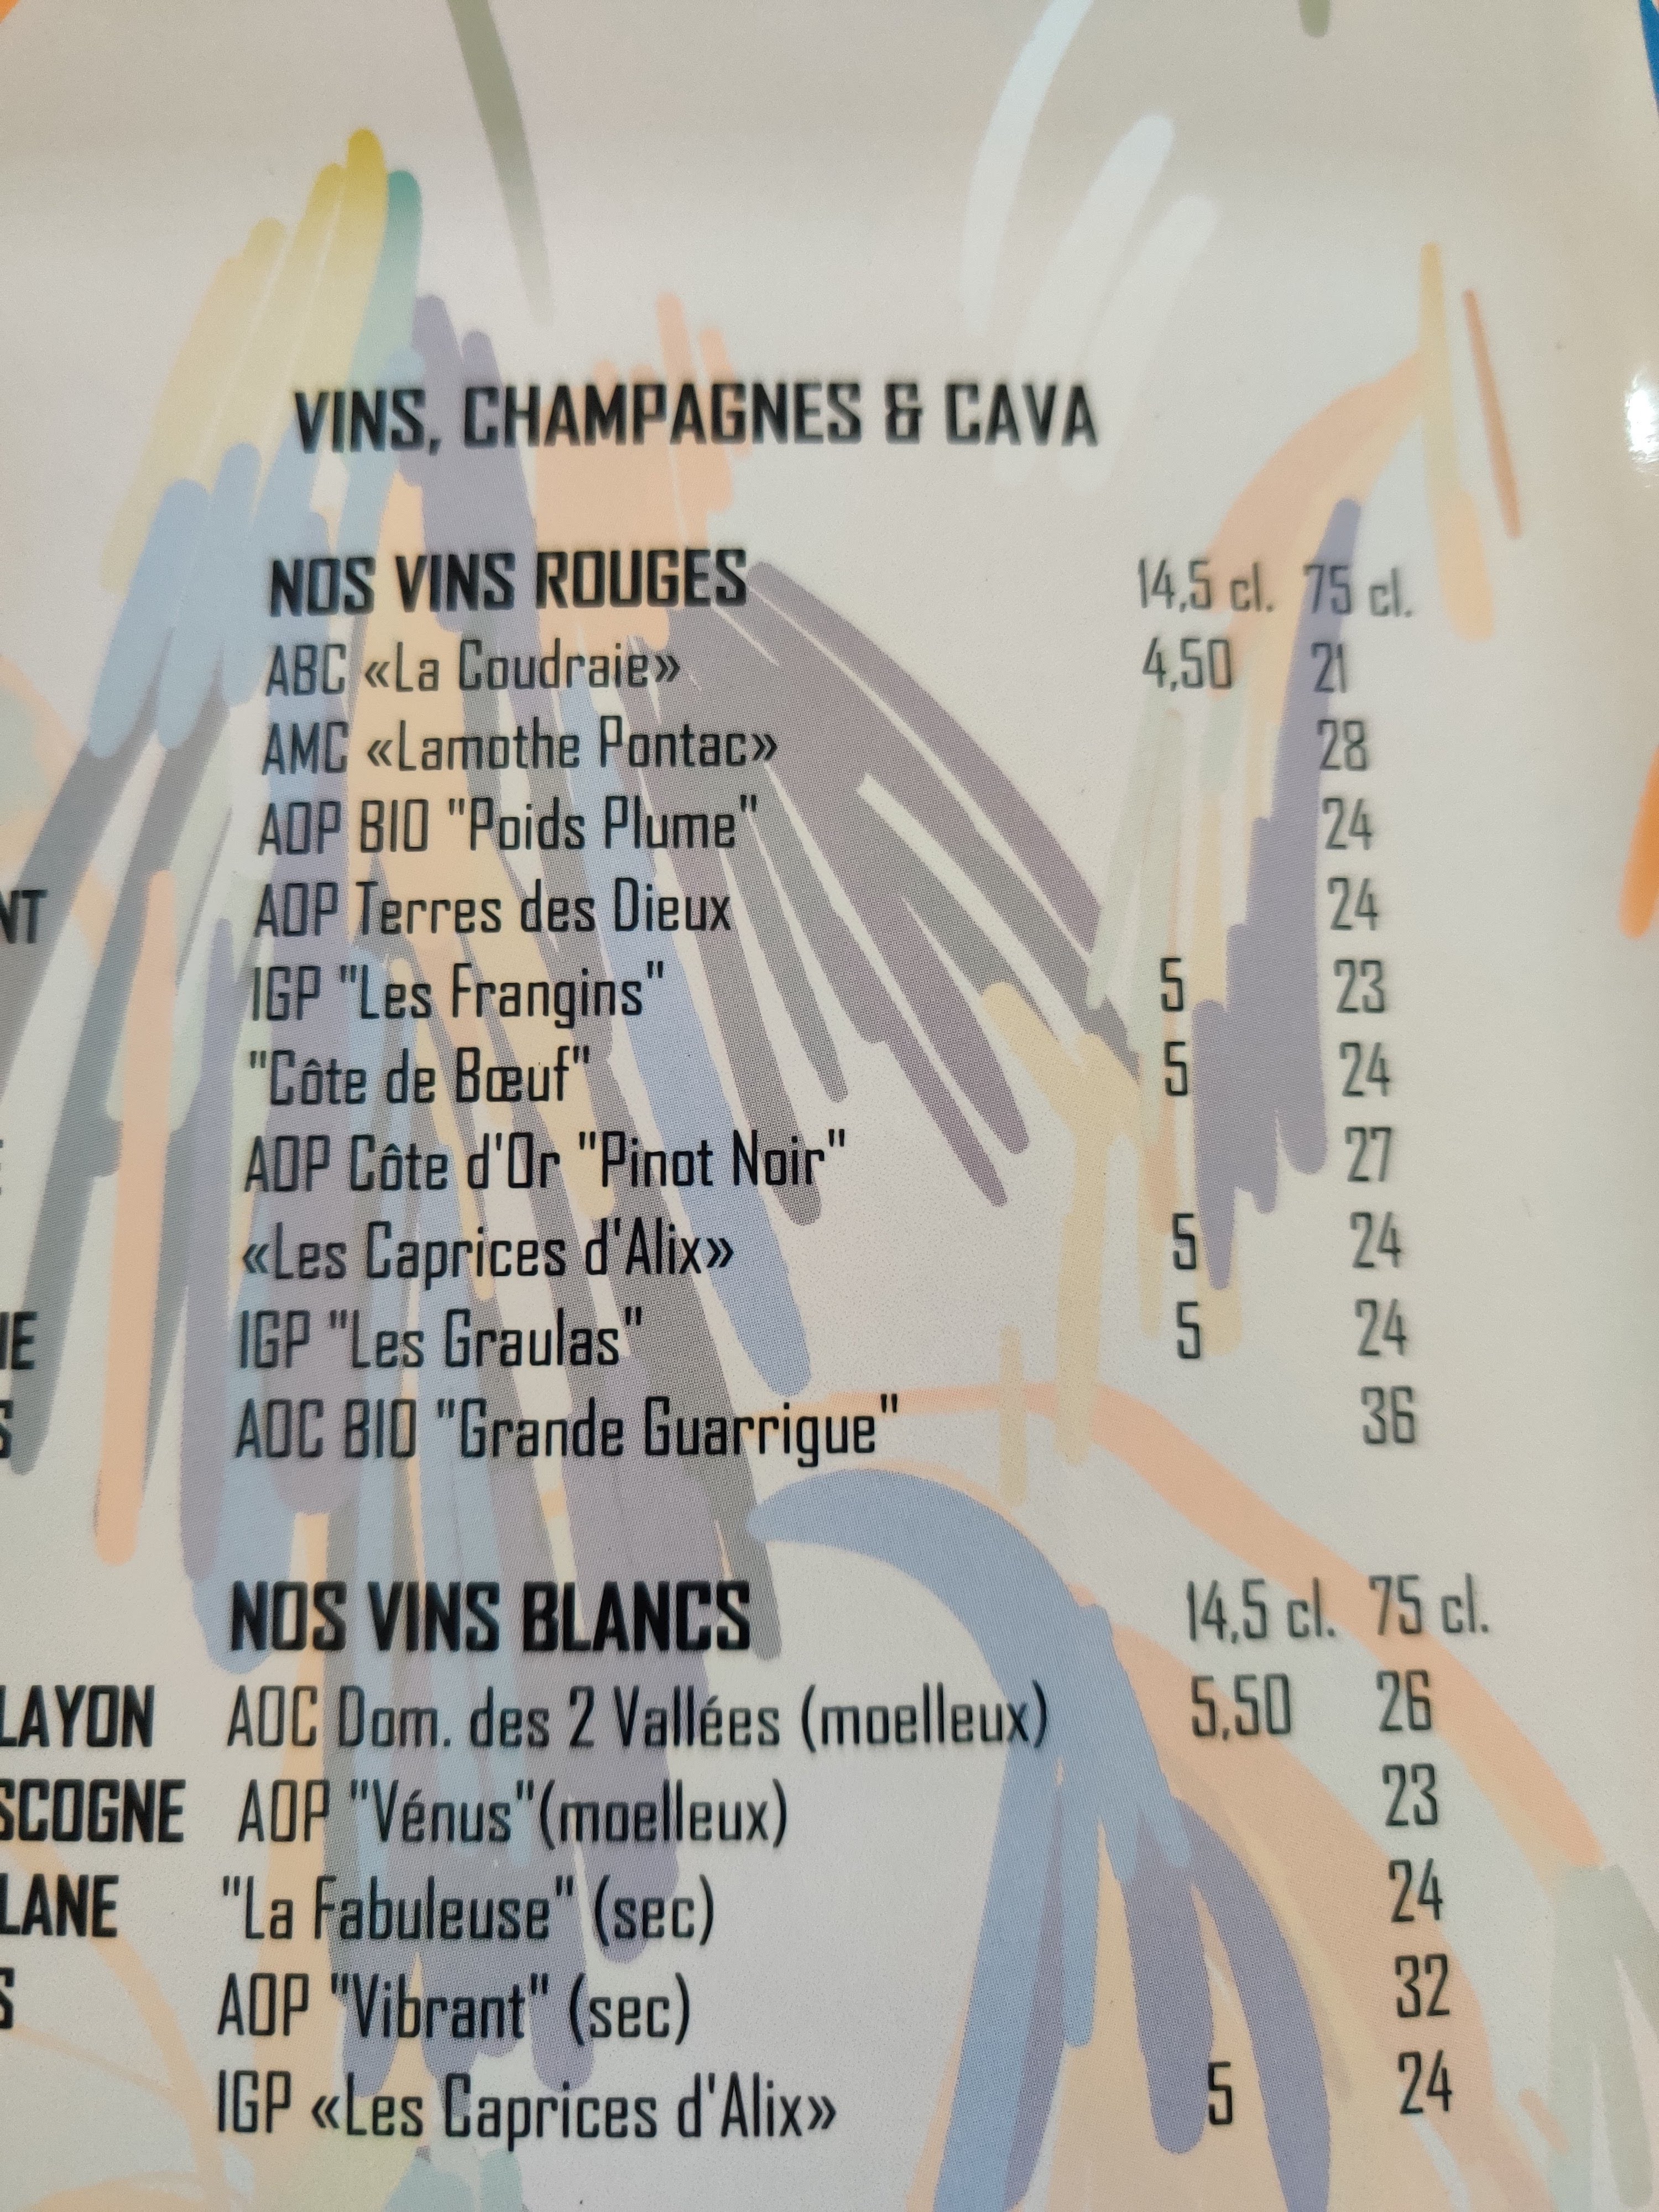 VINS, CHAMPAGNES & CAVA
NOS VINS ROUGES 14,5 cl. 75 cl.
ABC «La Coudraie» 4,50 21
AMC «Lamothe Pontac» 28
AOP BIO "Poids Plume" 24
NT AOP Terres des Dieux 24
IGP "Les Frangins" 5 23
"Côte de Bœuf" 5 24
E AOP Côte d'Or "Pinot Noir" 27
«Les Caprices d'Alix» 5 24
NE IGP "Les Graulas" 5 24
S AOC BIO "Grande Guarrigue" 36
NOS VINS BLANCS 14,5 cl. 75 cl.
LAYON AOC Dom. des 2 Vallées (moelleux) 5,50 26
SCOGNE AOP "Vénus"(moelleux) 23
LANE "La Fabuleuse" (sec) 24
S AOP "Vibrant" (sec) 32
IGP «Les Caprices d'Alix» 5 24